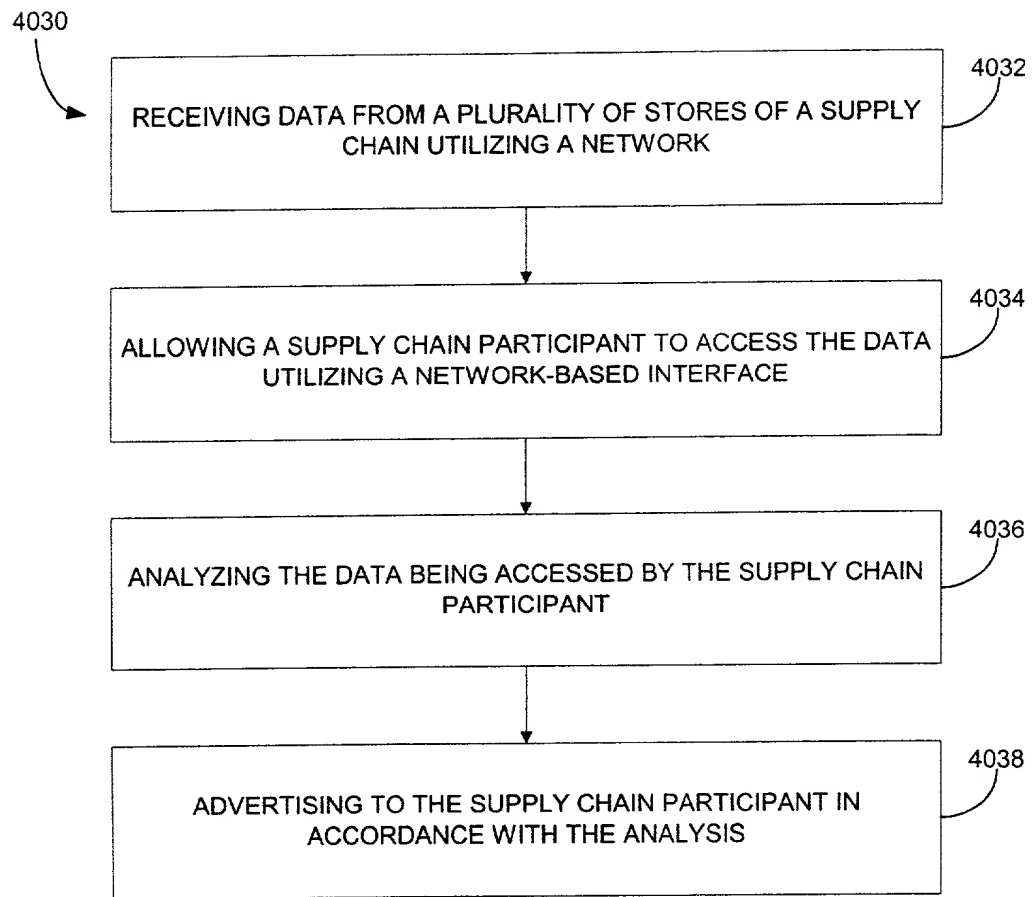 4030
4032
RECEIVING DATA FROM A PLURALITY OF STORES OF A SUPPLY
CHAIN UTILIZING A NETWORK
4034
ALLOWING A SUPPLY CHAIN PARTICIPANT TO ACCESS THE DATA
UTILIZING A NETWORK-BASED INTERFACE
4036
ANALYZING THE DATA BEING ACCESSED BY THE SUPPLY CHAIN
PARTICIPANT
4038
ADVERTISING TO THE SUPPLY CHAIN PARTICIPANT IN
ACCORDANCE WITH THE ANALYSIS